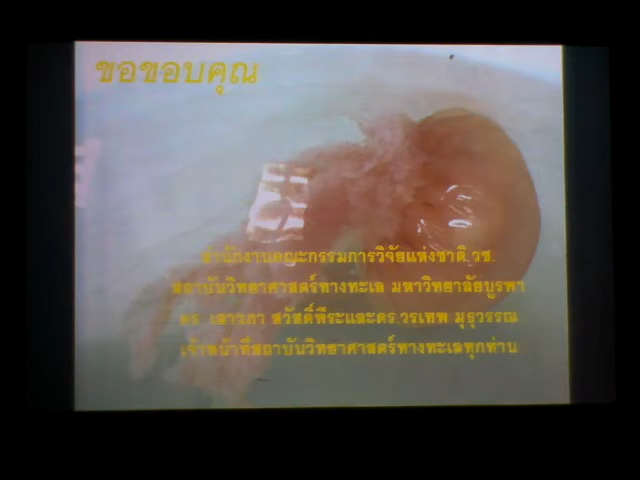 ขอขอบคุณ
สำนักงานคณะกรรมการวิจัยแห่งชาติ วช.
สถาบันวิทยาศาสตร์ทางทะเล มหาวิทยาลัยบูรพา
ดร. เสาวภา สวัสดิ์พีระและดร.วรเทพ มุธุวรรณ
เจ้าหน้าที่สถาบันวิทยาศาสตร์ทางทะเลทุกท่าน